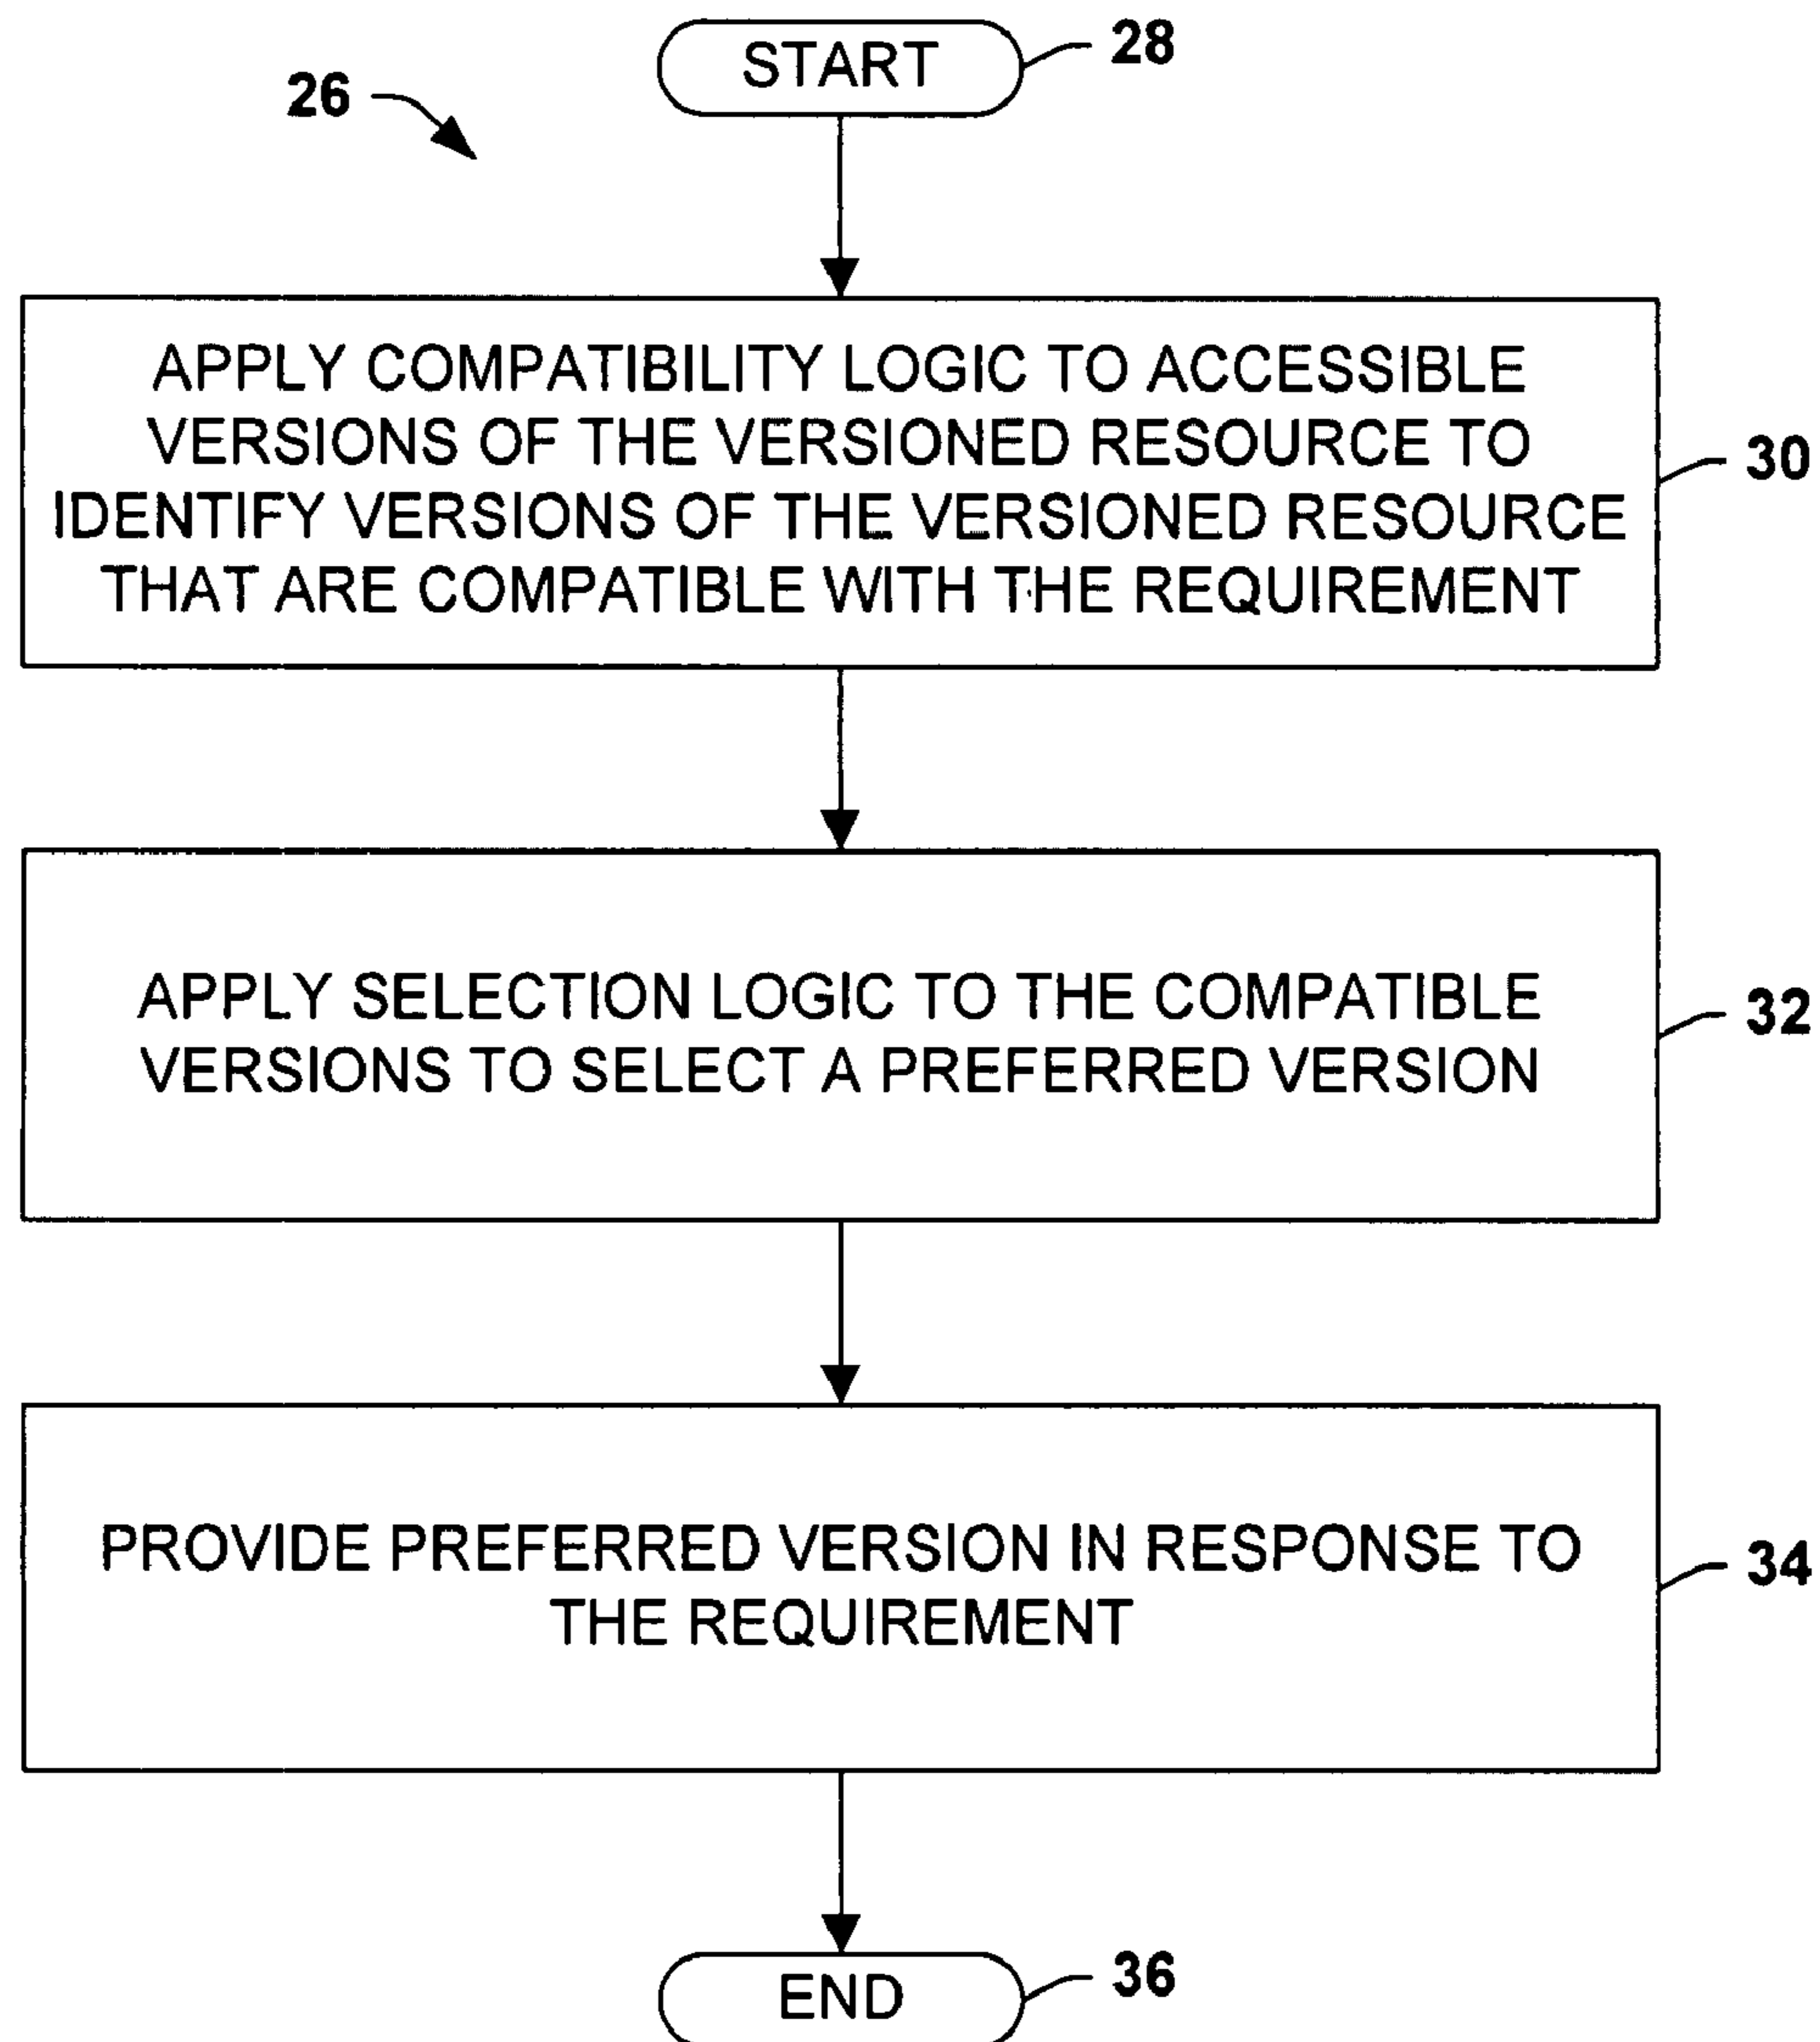 START
28
26
APPLY COMPATIBILITY LOGIC TO ACCESSIBLE
VERSIONS OF THE VERSIONED RESOURCE TO
IDENTIFY VERSIONS OF THE VERSIONED RESOURCE
THAT ARE COMPATIBLE WITH THE REQUIREMENT
30
APPLY SELECTION LOGIC TO THE COMPATIBLE
VERSIONS TO SELECT A PREFERRED VERSION
32
PROVIDE PREFERRED VERSION IN RESPONSE TO
THE REQUIREMENT
34
END
36